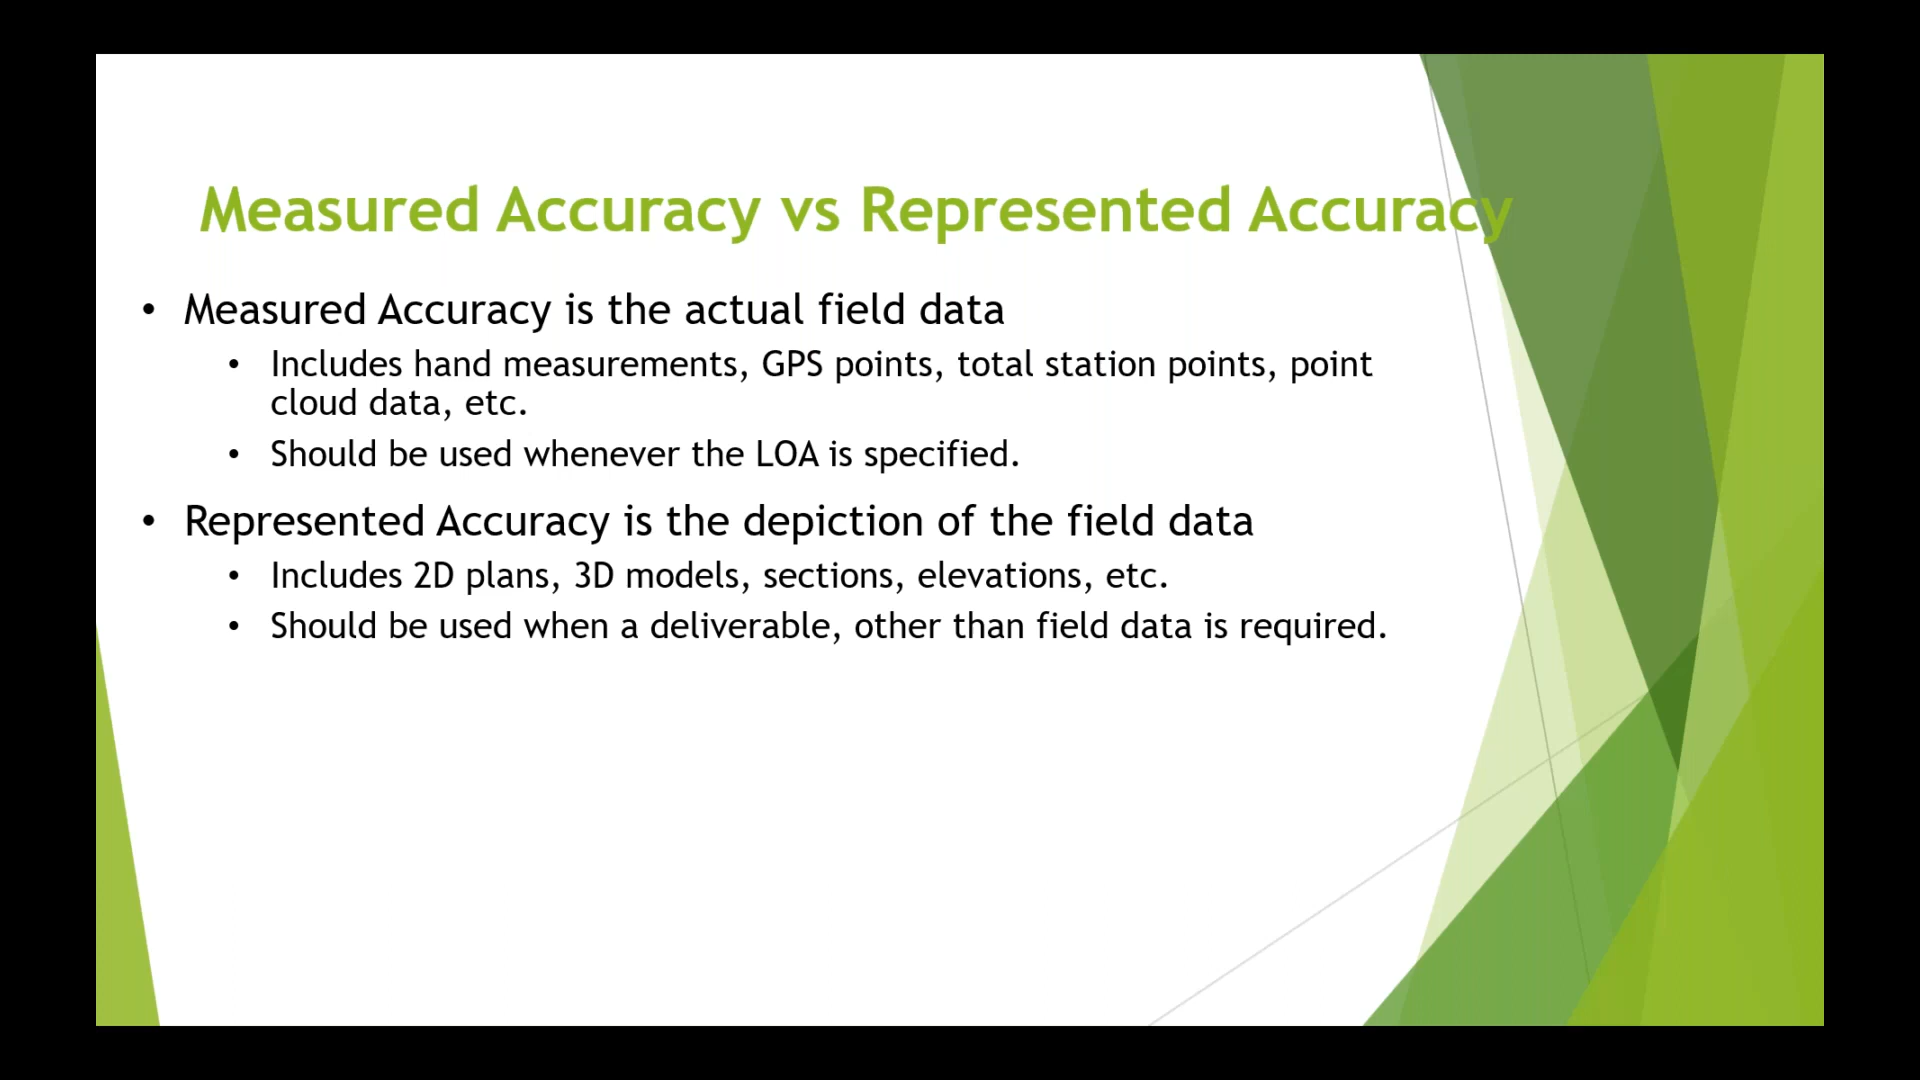 Measured Accuracy vs Represented Accuracy
• Measured Accuracy is the actual field data
• Includes hand measurements, GPS points, total station points, point
cloud data, etc.
• Should be used whenever the LOA is specified.
• Represented Accuracy is the depiction of the field data
• Includes 2D plans, 3D models, sections, elevations, etc.
• Should be used when a deliverable, other than field data is required.